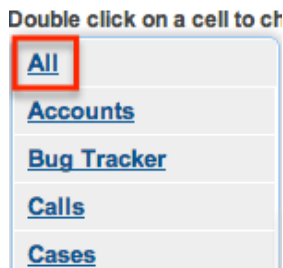 Double click on a cell to ch
All
Accounts
Bug Tracker
Calls
Cases